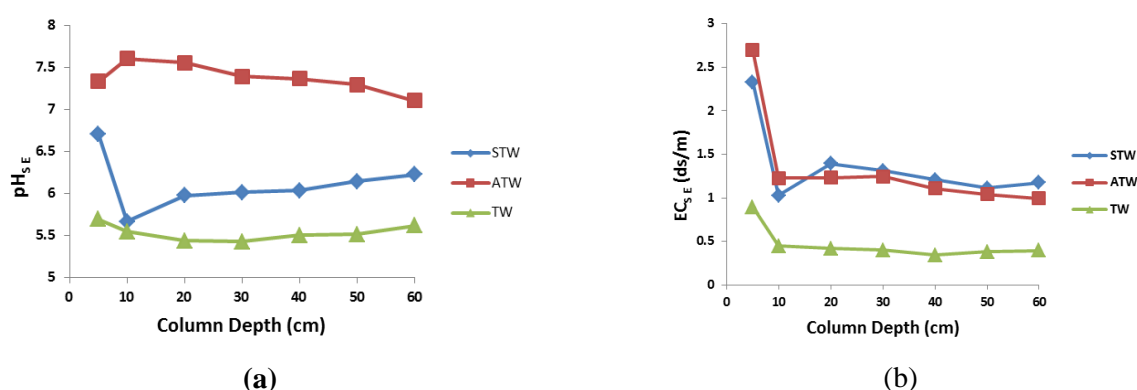 8
7.5
7
6.5
6
5.5
5
pHS E
0 10 20 30 40 50 60
Column Depth (cm)
STW
ATW
TW
(a)
3
2.5
2
1.5
1
0.5
0
ECS E (ds/m)
0 10 20 30 40 50 60
Column Depth (cm)
STW
ATW
TW
(b)